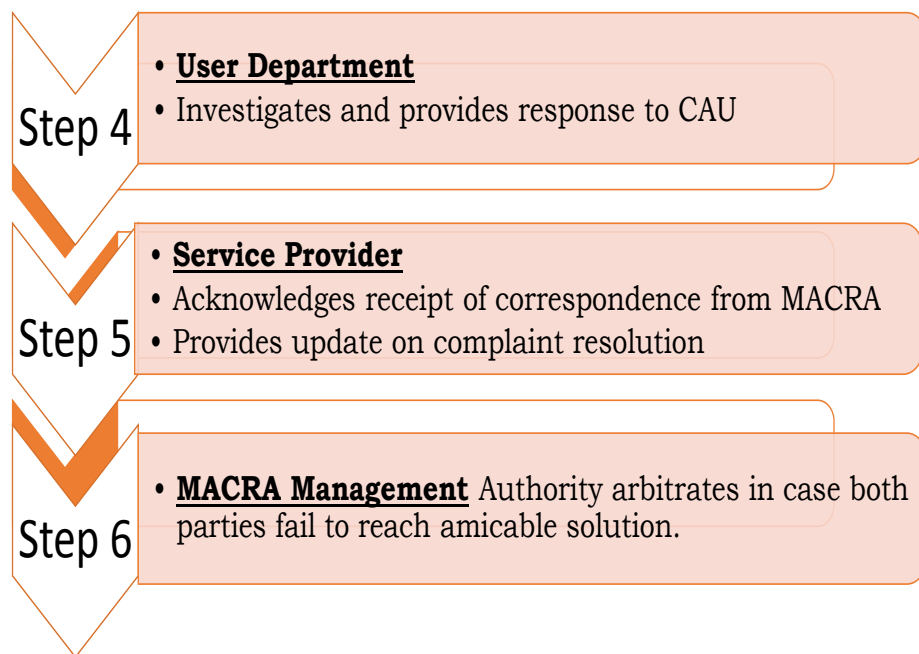 Step 4
• User Department
• Investigates and provides response to CAU
Step 5
• Service Provider
• Acknowledges receipt of correspondence from MACRA
• Provides update on complaint resolution
Step 6
• MACRA Management Authority arbitrates in case both
parties fail to reach amicable solution.